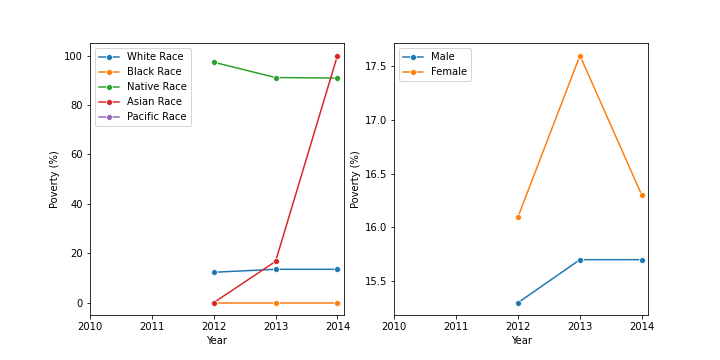 100
80
60
40
20
0
Poverty (%)
White Race
Black Race
Native Race
Asian Race
Pacific Race
2010 2011 2012 2013 2014
Year
17.5
17.0
16.5
16.0
15.5
Poverty (%)
Male
Female
2010 2011 2012 2013 2014
Year